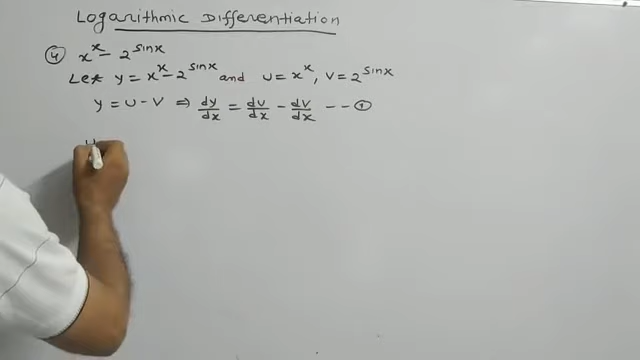 Logarithmic Differentiation
④ x^x - 2^sinx
Let y = x^x - 2^sinx and u = x^x, v = 2^sinx
y = u - v ⇒ dy/dx = du/dx - dv/dx -- ①
u